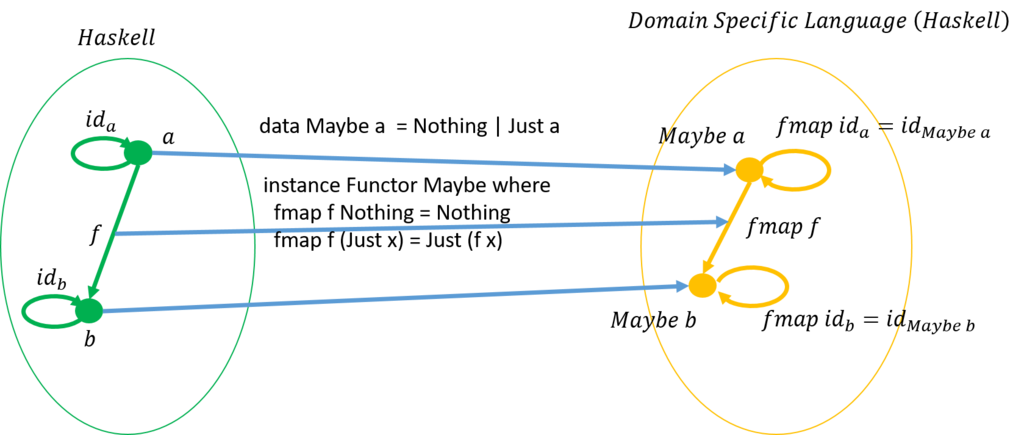 Domain Specific Language (Haskell)
Haskell
id_a
a
data Maybe a = Nothing | Just a
Maybe a
fmap id_a = id_{Maybe a}
instance Functor Maybe where
fmap f Nothing = Nothing
fmap f (Just x) = Just (f x)
f
fmap f
id_b
b
Maybe b
fmap id_b = id_{Maybe b}